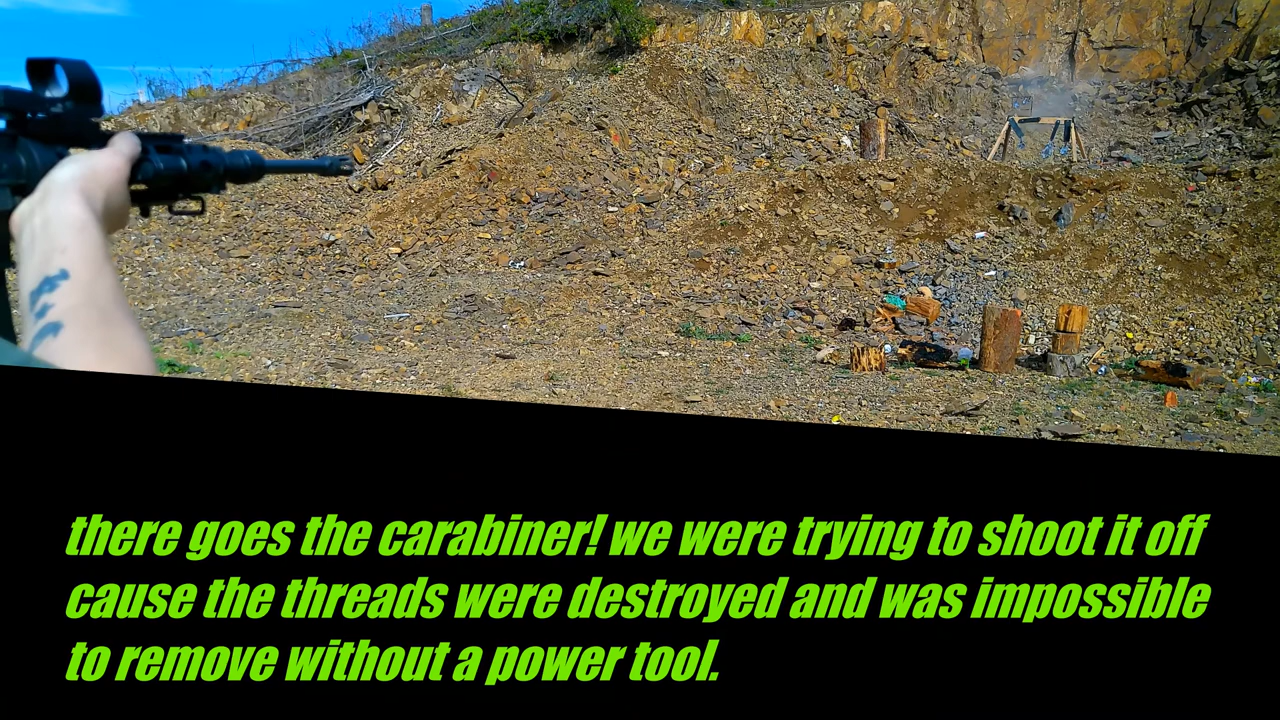 there goes the carabiner! we were trying to shoot it off
cause the threads were destroyed and was impossible
to remove without a power tool.